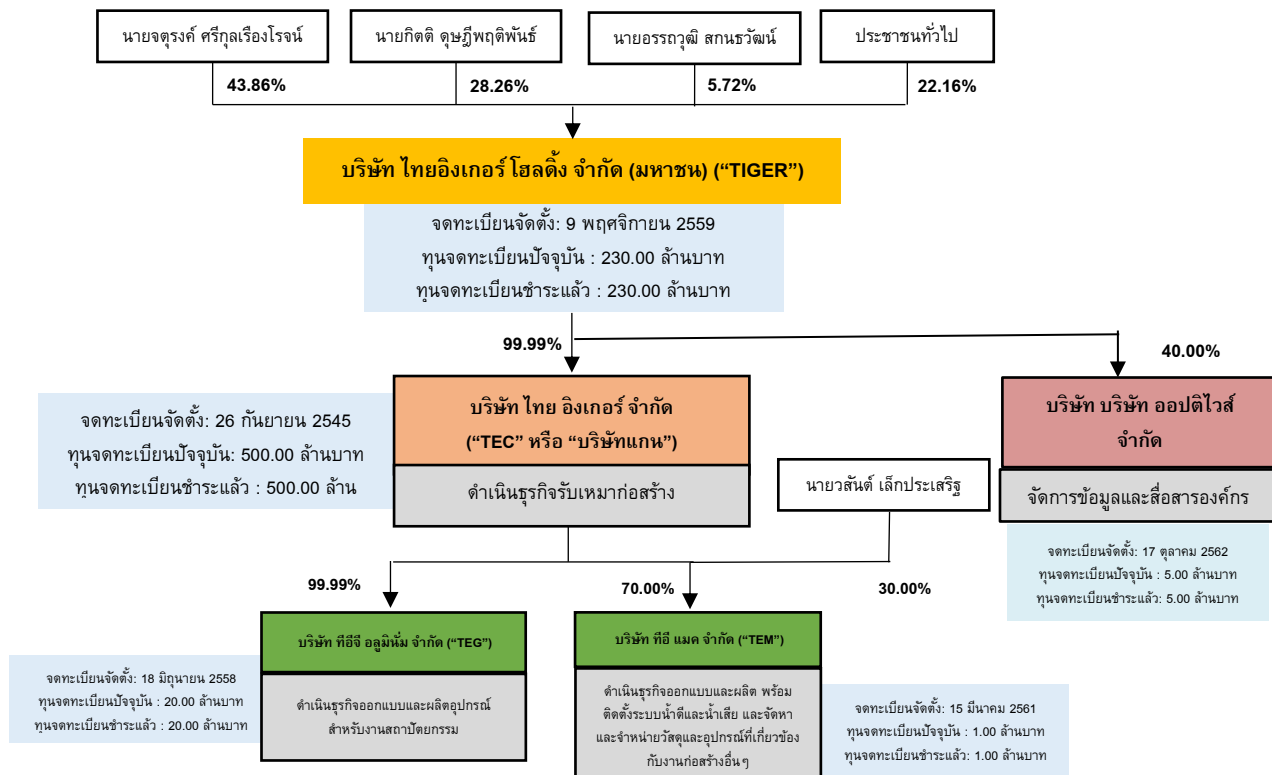 นายจตุรงค์ ศรีกุลเรืองโรจน์
นายกิตติ ดุษฎีพฤติพันธ์
นายอรรถวุฒิ สกนธวัฒน์
ประชาชนทั่วไป
43.86%
28.26%
5.72%
22.16%
บริษัท ไทยอิงเกอร์ โฮลดิ้ง จำกัด (มหาชน) (“TIGER”)
จดทะเบียนจัดตั้ง: 9 พฤศจิกายน 2559
ทุนจดทะเบียนปัจจุบัน : 230.00 ล้านบาท
ทุนจดทะเบียนชำระแล้ว : 230.00 ล้านบาท
99.99%
40.00%
จดทะเบียนจัดตั้ง: 26 กันยายน 2545
ทุนจดทะเบียนปัจจุบัน: 500.00 ล้านบาท
ทุนจดทะเบียนชำระแล้ว : 500.00 ล้าน
บริษัท ไทย อิงเกอร์ จำกัด
(“TEC” หรือ “บริษัทแกน”)
ดำเนินธุรกิจรับเหมาก่อสร้าง
นายวสันต์ เล็กประเสริฐ
บริษัท บริษัท ออปติไวส์
จำกัด
จัดการข้อมูลและสื่อสารองค์กร
จดทะเบียนจัดตั้ง: 17 ตุลาคม 2562
ทุนจดทะเบียนปัจจุบัน : 5.00 ล้านบาท
ทุนจดทะเบียนชำระแล้ว: 5.00 ล้านบาท
99.99%
70.00%
30.00%
จดทะเบียนจัดตั้ง: 18 มิถุนายน 2558
ทุนจดทะเบียนปัจจุบัน : 20.00 ล้านบาท
ทุนจดทะเบียนชำระแล้ว : 20.00 ล้านบาท
บริษัท ทีอีจี อลูมินั่ม จำกัด (“TEG”)
ดำเนินธุรกิจออกแบบและผลิตอุปกรณ์
สำหรับงานสถาปัตยกรรม
บริษัท ทีอี แมค จำกัด (“TEM”)
ดำเนินธุรกิจออกแบบและผลิต พร้อม
ติดตั้งระบบน้ำดีและน้ำเสีย และจัดหา
และจำหน่ายวัสดุและอุปกรณ์ที่เกี่ยวข้อง
กับงานก่อสร้างอื่นๆ
จดทะเบียนจัดตั้ง: 15 มีนาคม 2561
ทุนจดทะเบียนปัจจุบัน : 1.00 ล้านบาท
ทุนจดทะเบียนชำระแล้ว: 1.00 ล้านบาท